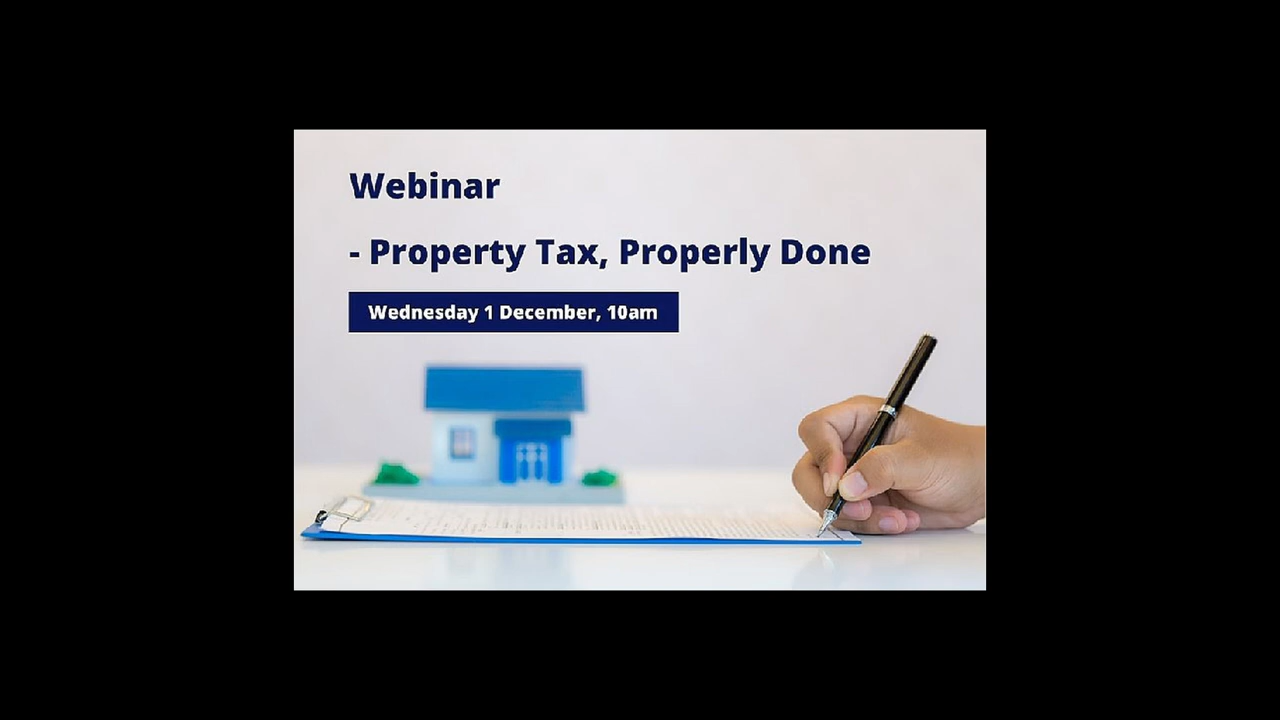 Webinar
- Property Tax, Properly Done
Wednesday 1 December, 10am